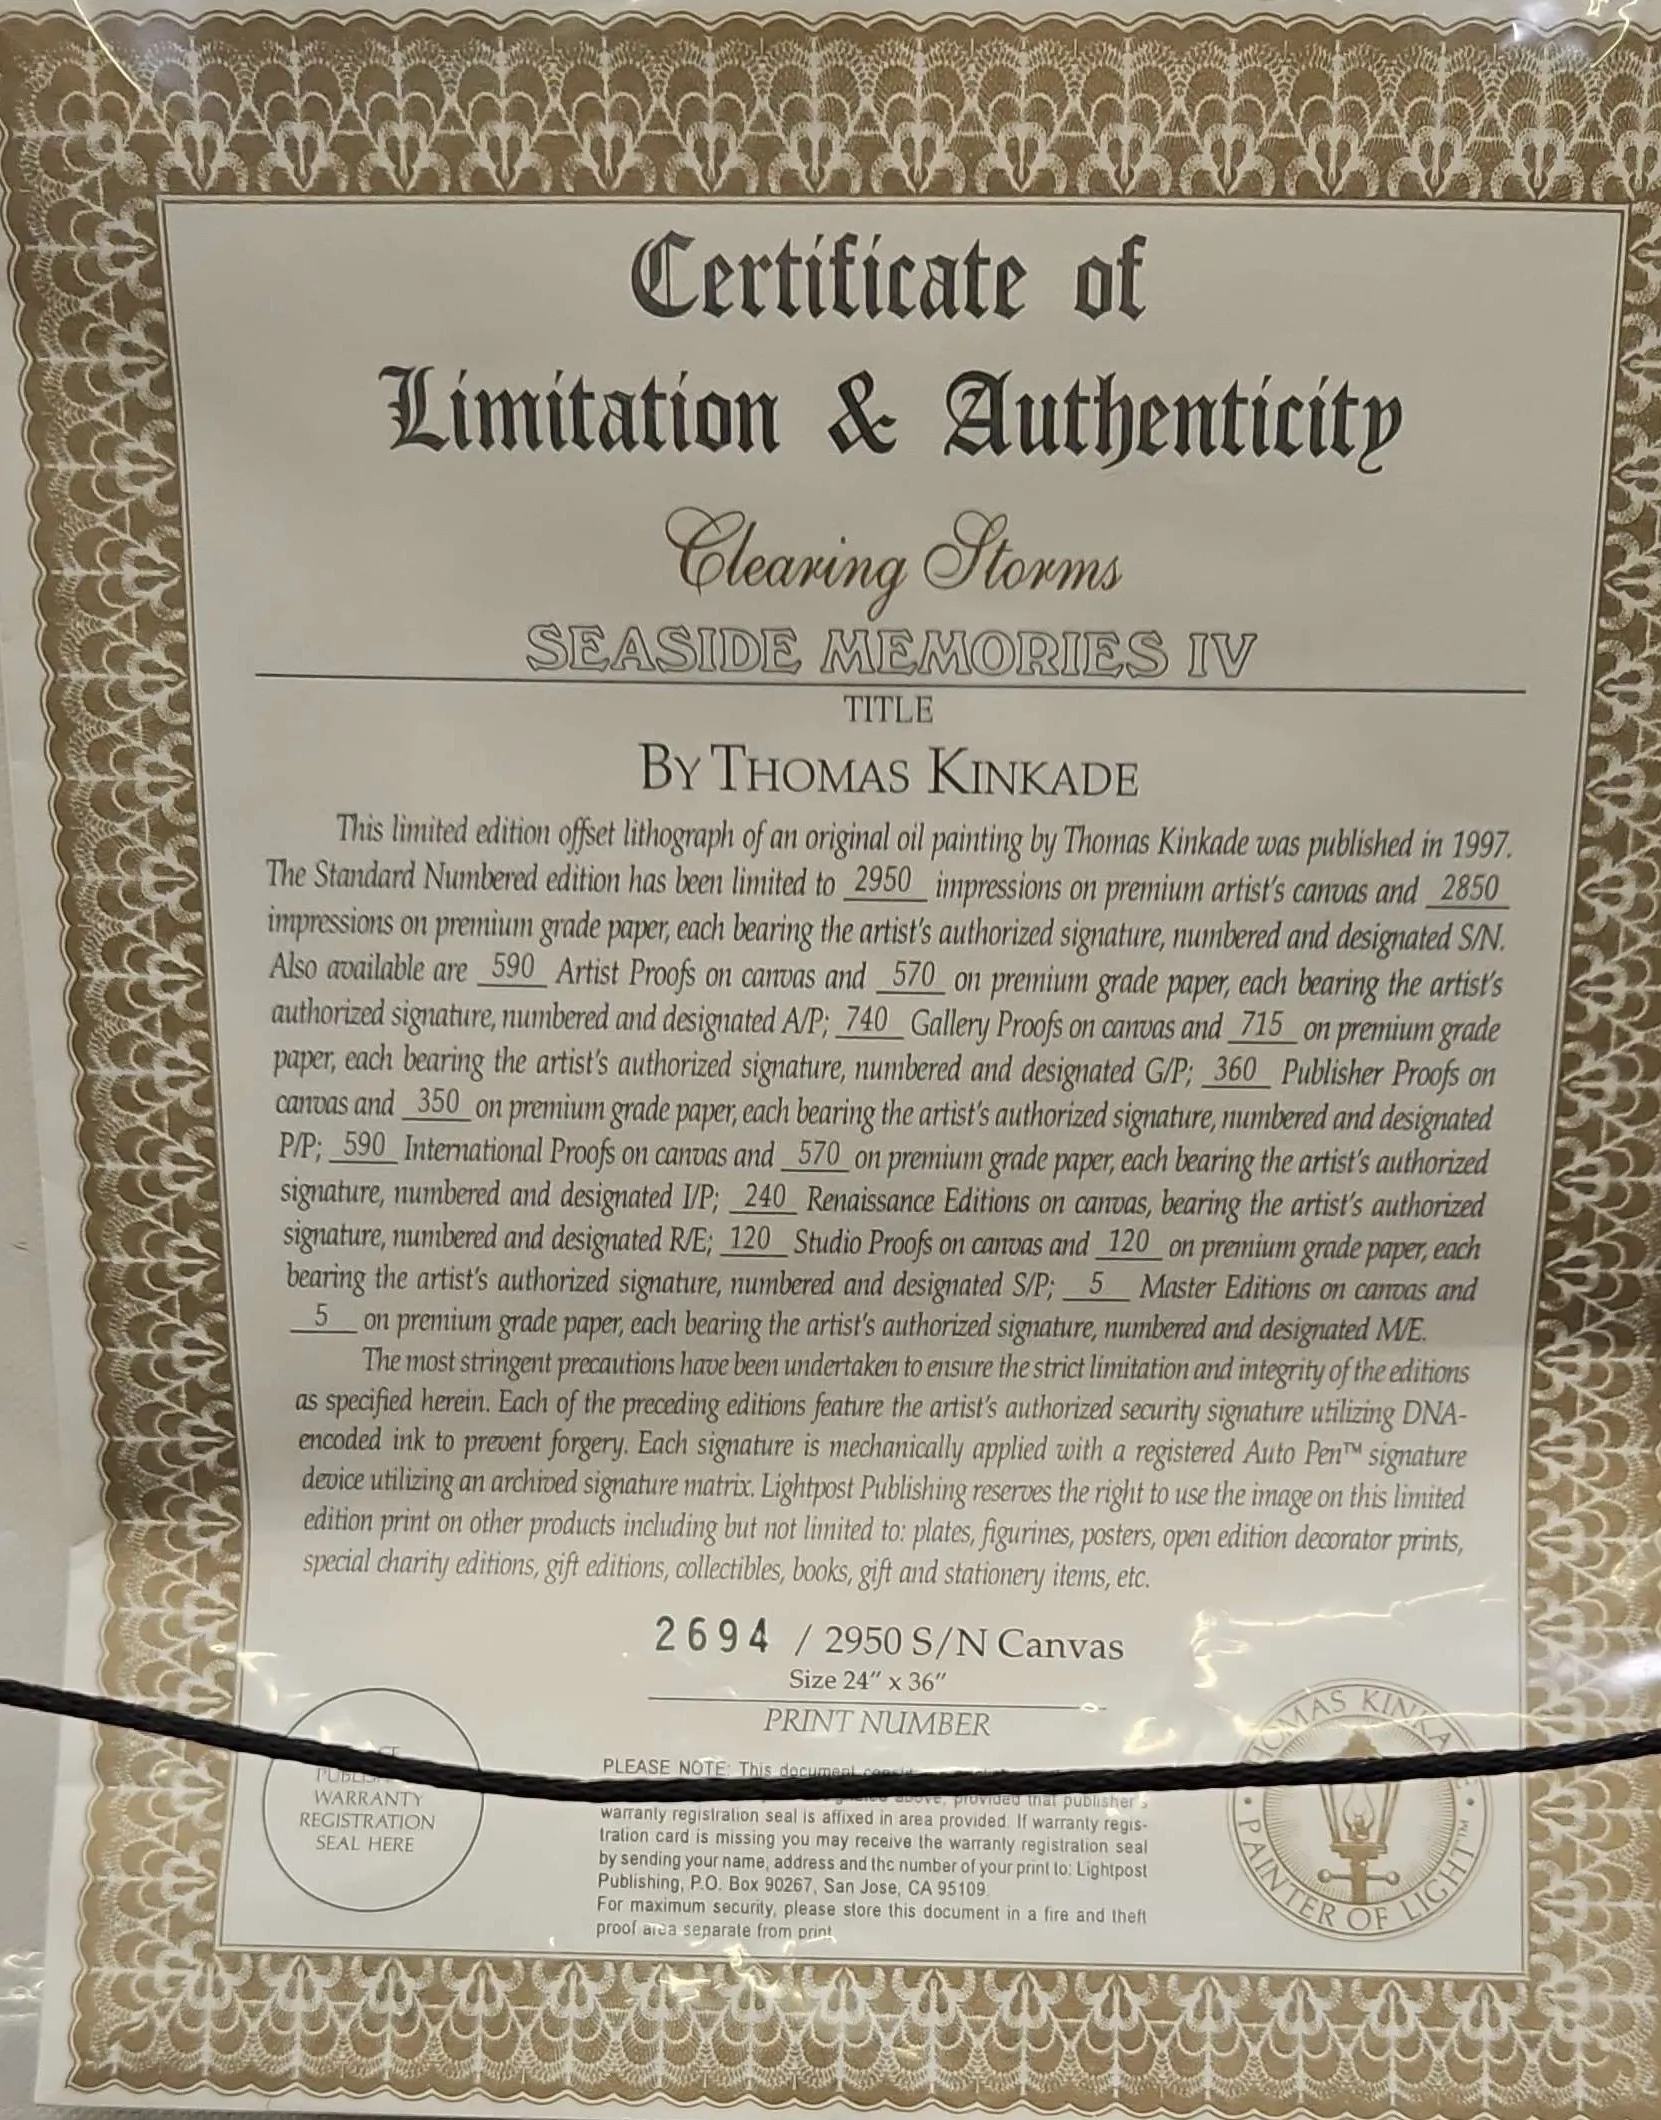 Certificate of
Limitation & Authenticity
Clearing Storms
SEASIDE MEMORIES IV
TITLE
BY THOMAS KINKADE
This limited edition offset lithograph of an original oil painting by Thomas Kinkade was published in 1997.
The Standard Numbered edition has been limited to 2950 impressions on premium artist's canvas and 2850
impressions on premium grade paper, each bearing the artist's authorized signature, numbered and designated S/N.
Also available are 590 Artist Proofs on canvas and 570 on premium grade paper, each bearing the artist's
authorized signature, numbered and designated A/P; 740 Gallery Proofs on canvas and 715 on premium grade
paper, each bearing the artist's authorized signature, numbered and designated G/P; 360 Publisher Proofs on
canvas and 350 on premium grade paper, each bearing the artist's authorized signature, numbered and designated
P/P; 590 International Proofs on canvas and 570 on premium grade paper, each bearing the artist's authorized
signature, numbered and designated I/P; 240 Renaissance Editions on canvas, bearing the artist's authorized
signature, numbered and designated R/E; 120 Studio Proofs on canvas and 120 on premium grade paper, each
bearing the artist's authorized signature, numbered and designated S/P; 5 Master Editions on canvas and
5 on premium grade paper, each bearing the artist's authorized signature, numbered and designated M/E.
The most stringent precautions have been undertaken to ensure the strict limitation and integrity of the editions
as specified herein. Each of the preceding editions feature the artist's authorized security signature utilizing DNA-
encoded ink to prevent forgery. Each signature is mechanically applied with a registered Auto Pen™ signature
device utilizing an archived signature matrix. Lightpost Publishing reserves the right to use the image on this limited
edition print on other products including but not limited to: plates, figurines, posters, open edition decorator prints,
special charity editions, gift editions, collectibles, books, gift and stationery items, etc.
2694 / 2950 S/N Canvas
Size 24" x 36"
PRINT NUMBER
WARRANTY
REGISTRATION
SEAL HERE
PLEASE NOTE: This document
above, provided that publisher's
warranty registration seal is affixed in area provided. If warranty regis-
tration card is missing you may receive the warranty registration seal
by sending your name, address and the number of your print to: Lightpost
Publishing, P.O. Box 90267, San Jose, CA 95109.
For maximum security, please store this document in a fire and theft
proof area separate from print.
THOMAS KINKADE
PAINTER OF LIGHT™